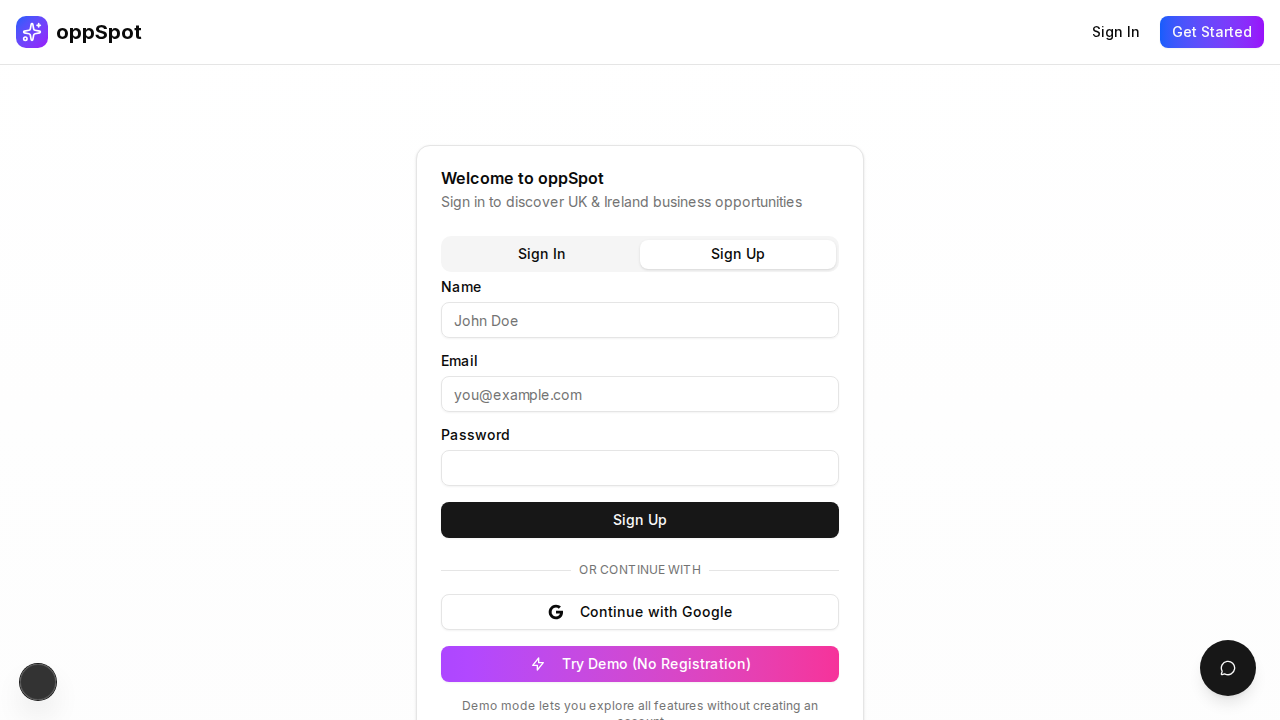 oppSpot
Sign In
Get Started
Welcome to oppSpot
Sign in to discover UK & Ireland business opportunities
Sign In
Sign Up
Name
John Doe
Email
you@example.com
Password
Sign Up
OR CONTINUE WITH
Continue with Google
Try Demo (No Registration)
Demo mode lets you explore all features without creating an
account